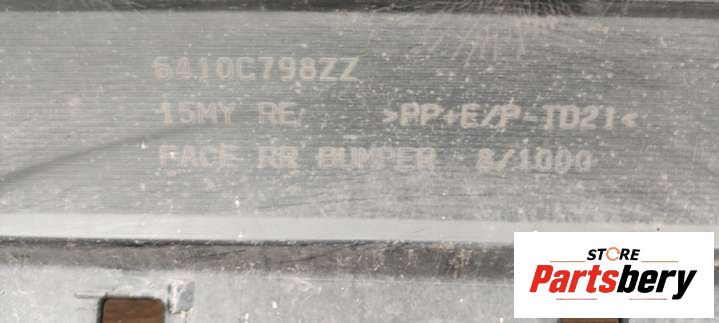 6410C798ZZ
15MY RE >PP+E/P-TD21<
FACE RR BUMPER 8/1000
STORE
Partsbery